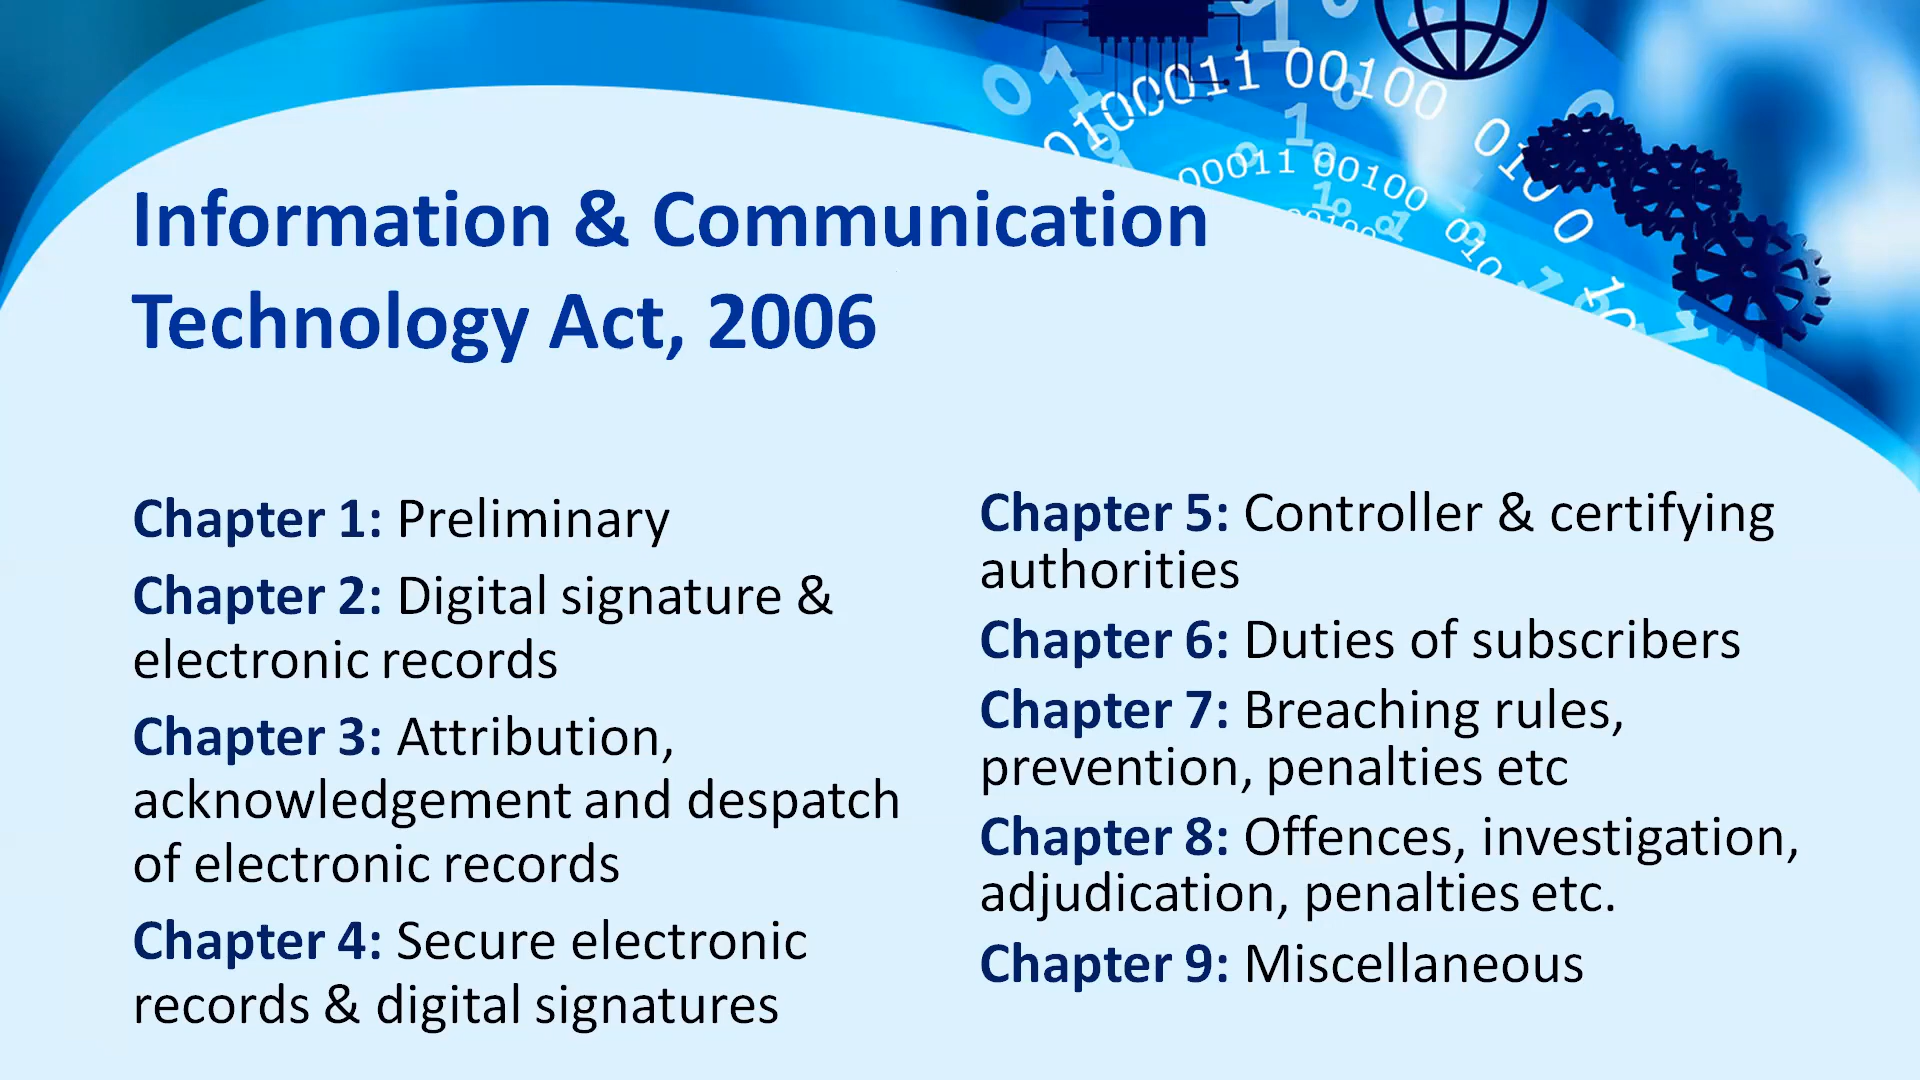 Information & Communication
Technology Act, 2006
Chapter 1: Preliminary
Chapter 2: Digital signature &
electronic records
Chapter 3: Attribution,
acknowledgement and despatch
of electronic records
Chapter 4: Secure electronic
records & digital signatures
Chapter 5: Controller & certifying
authorities
Chapter 6: Duties of subscribers
Chapter 7: Breaching rules,
prevention, penalties etc
Chapter 8: Offences, investigation,
adjudication, penalties etc.
Chapter 9: Miscellaneous